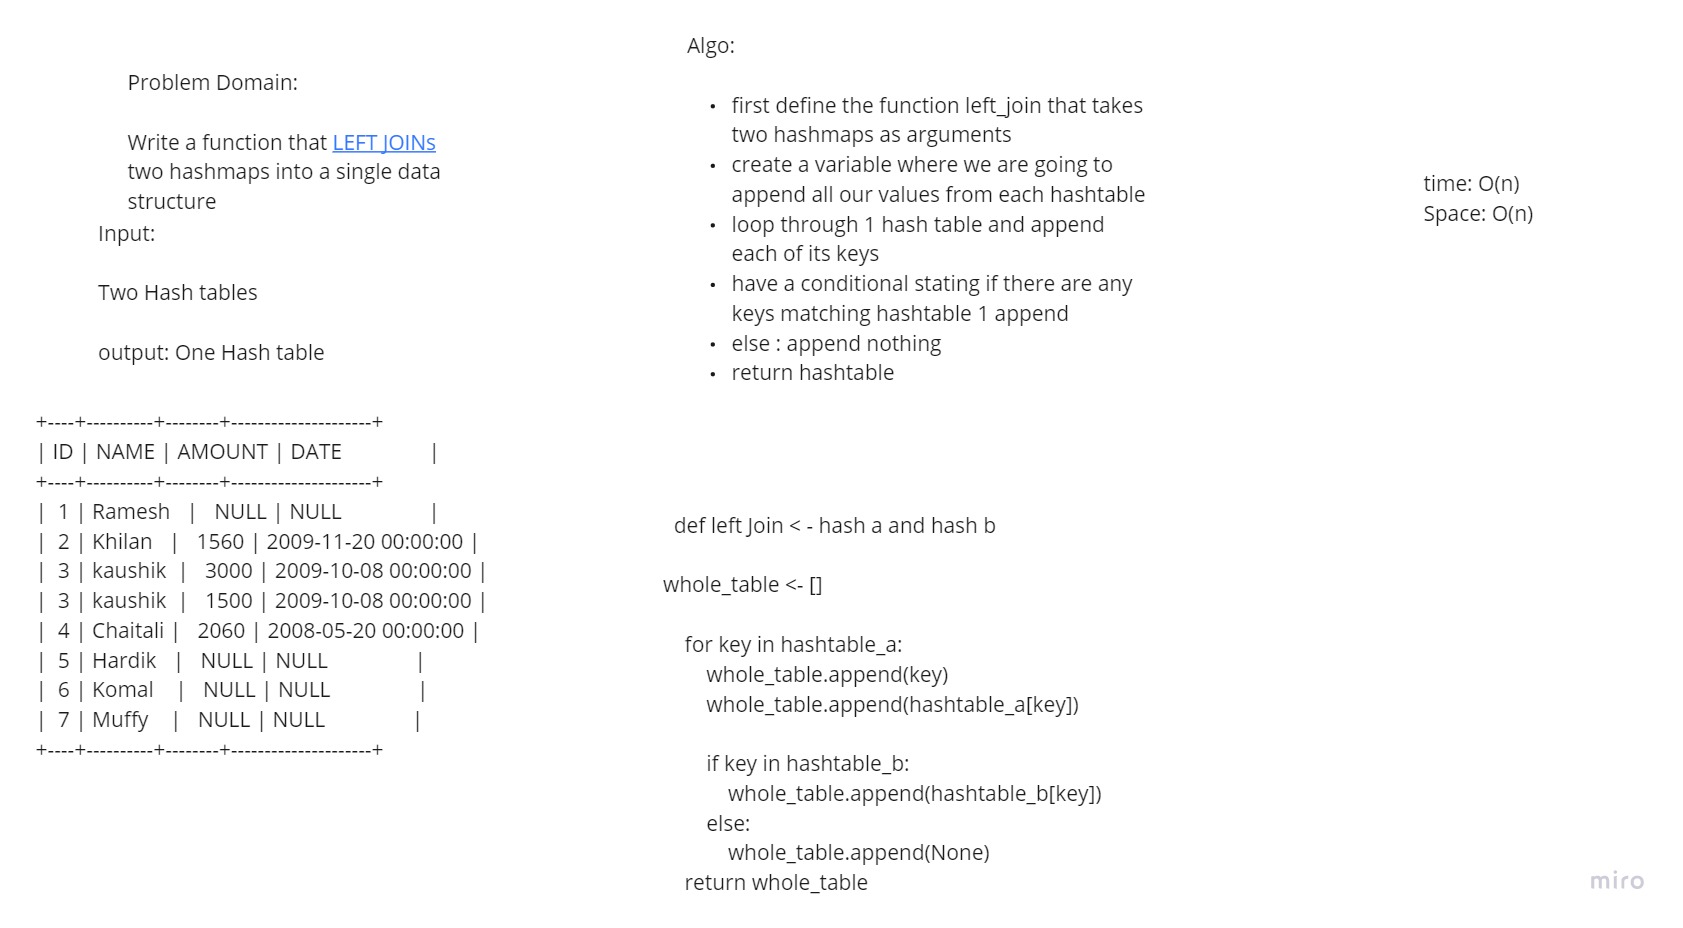 Problem Domain:
Write a function that LEFT JOINs
two hashmaps into a single data
structure
Input:
Two Hash tables
output: One Hash table
+----+----------+--------+---------------------+
| ID | NAME | AMOUNT | DATE |
+----+----------+--------+---------------------+
| 1 | Ramesh | NULL | NULL |
| 2 | Khilan | 1560 | 2009-11-20 00:00:00 |
| 3 | kaushik | 3000 | 2009-10-08 00:00:00 |
| 3 | kaushik | 1500 | 2009-10-08 00:00:00 |
| 4 | Chaitali | 2060 | 2008-05-20 00:00:00 |
| 5 | Hardik | NULL | NULL |
| 6 | Komal | NULL | NULL |
| 7 | Muffy | NULL | NULL |
+----+----------+--------+---------------------+
Algo:
• first define the function left_join that takes
two hashmaps as arguments
• create a variable where we are going to
append all our values from each hashtable
• loop through 1 hash table and append
each of its keys
• have a conditional stating if there are any
keys matching hashtable 1 append
• else : append nothing
• return hashtable
def left Join < - hash a and hash b
whole_table <- []
for key in hashtable_a:
whole_table.append(key)
whole_table.append(hashtable_a[key])
if key in hashtable_b:
whole_table.append(hashtable_b[key])
else:
whole_table.append(None)
return whole_table
time: O(n)
Space: O(n)
miro